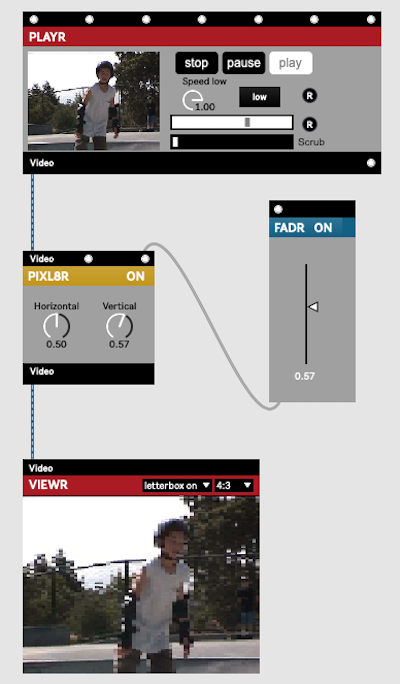 PLAYR
stop pause play
Speed low
1.00
low
R
R
Scrub
Video
FADR ON
0.57
Video
PIXL8R ON
Horizontal Vertical
0.50 0.57
Video
Video
VIEWR letterbox on 4:3